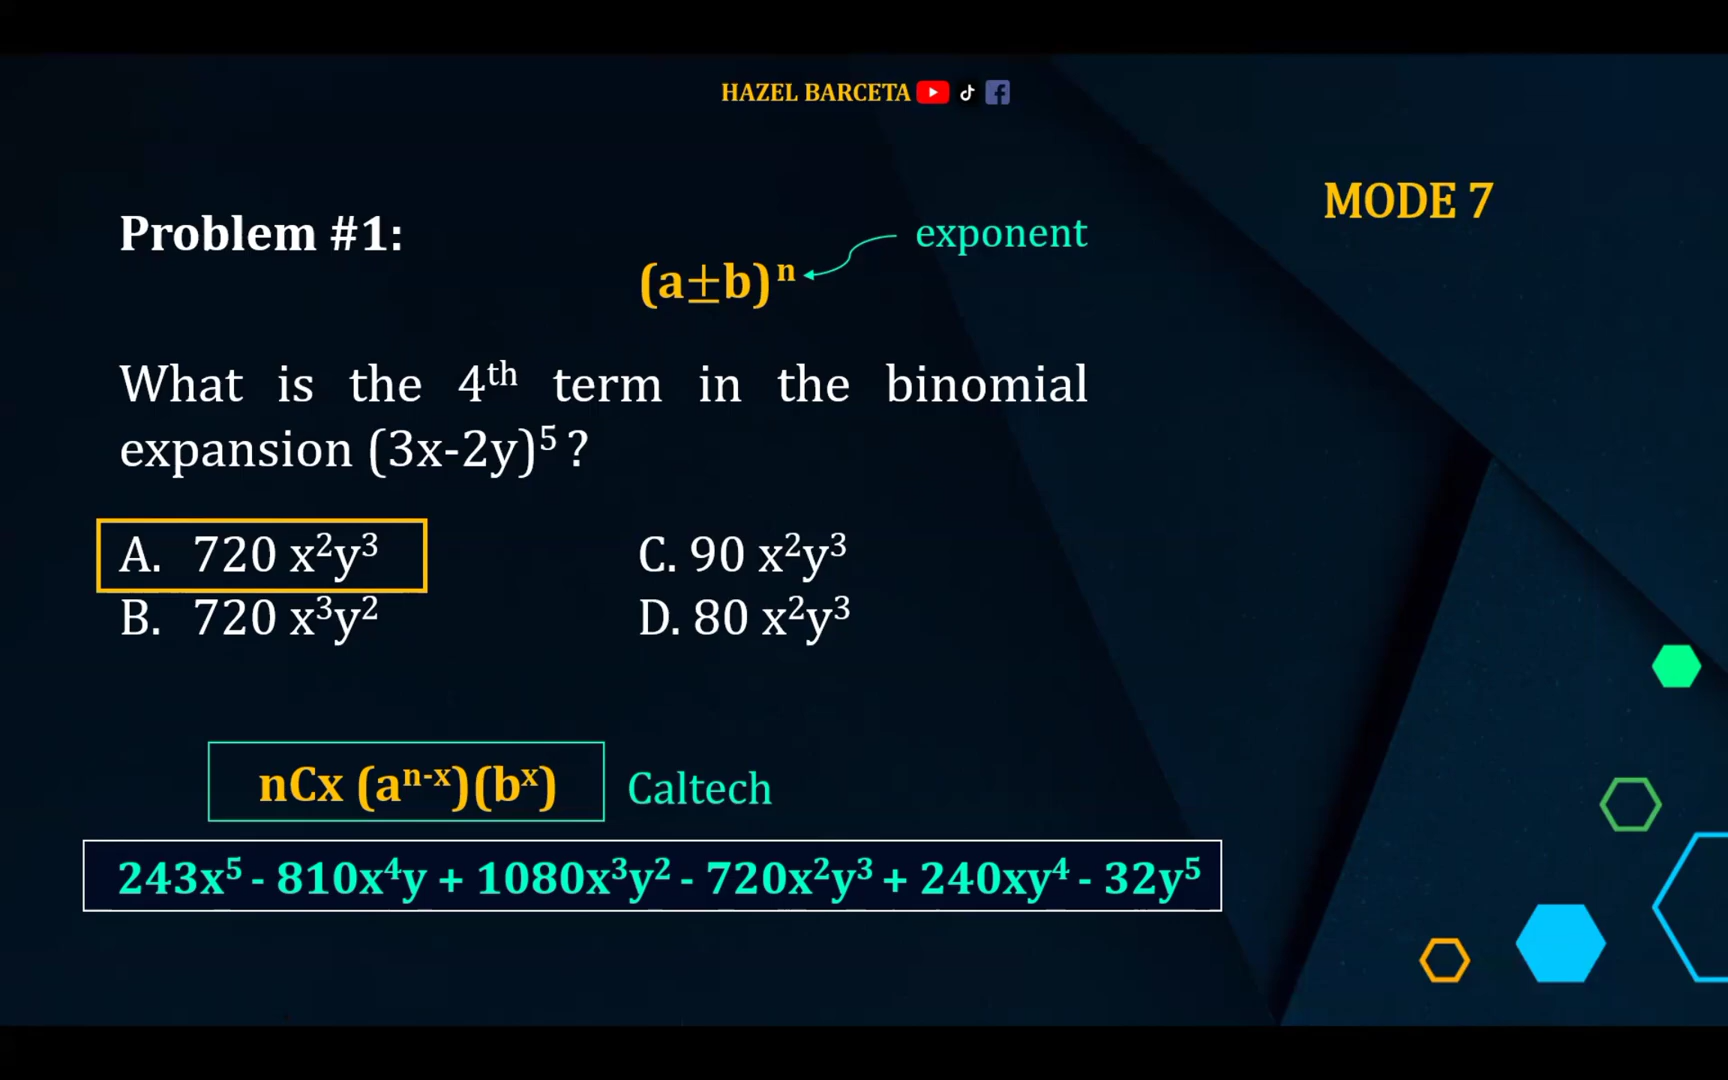 HAZEL BARCETA
MODE 7
Problem #1:
exponent
(a±b)ⁿ
What is the 4ᵗʰ term in the binomial
expansion (3x-2y)⁵ ?
A. 720 x²y³
C. 90 x²y³
B. 720 x³y²
D. 80 x²y³
nCx (aⁿ⁻ˣ)(bˣ)
Caltech
243x⁵ - 810x⁴y + 1080x³y² - 720x²y³ + 240xy⁴ - 32y⁵